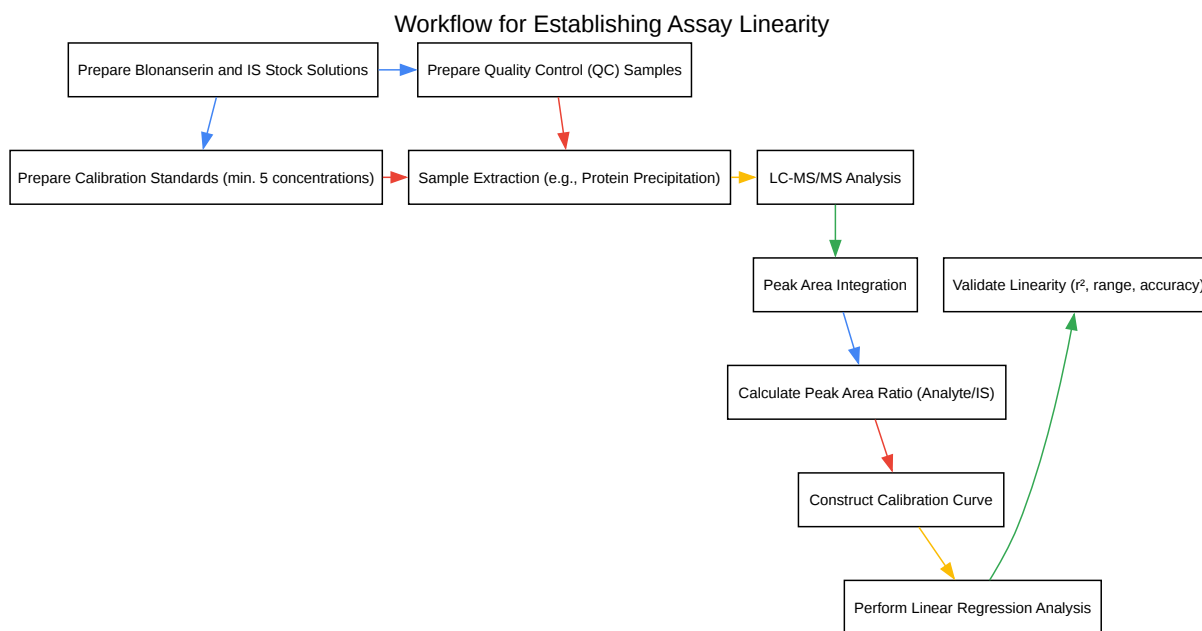 Workflow for Establishing Assay Linearity
Prepare Blonanserin and IS Stock Solutions
Prepare Quality Control (QC) Samples
Prepare Calibration Standards (min. 5 concentrations)
Sample Extraction (e.g., Protein Precipitation)
LC-MS/MS Analysis
Peak Area Integration
Validate Linearity (r², range, accuracy)
Calculate Peak Area Ratio (Analyte/IS)
Construct Calibration Curve
Perform Linear Regression Analysis